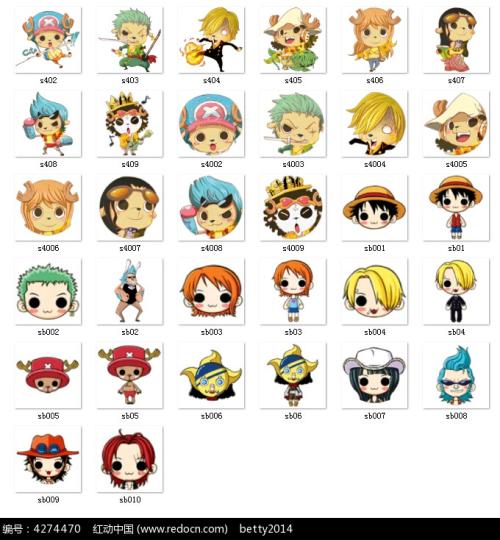 s402 s403 s404 s405 s406 s407
s408 s409 s4002 s4003 s4004 s4005
s4006 s4007 s4008 s4009 sb001 sb01
sb002 sb02 sb003 sb03 sb004 sb04
sb005 sb05 sb006 sb06 sb007 sb008
sb009 sb010
编号：4274470 红动中国 (www.redocn.com) betty2014